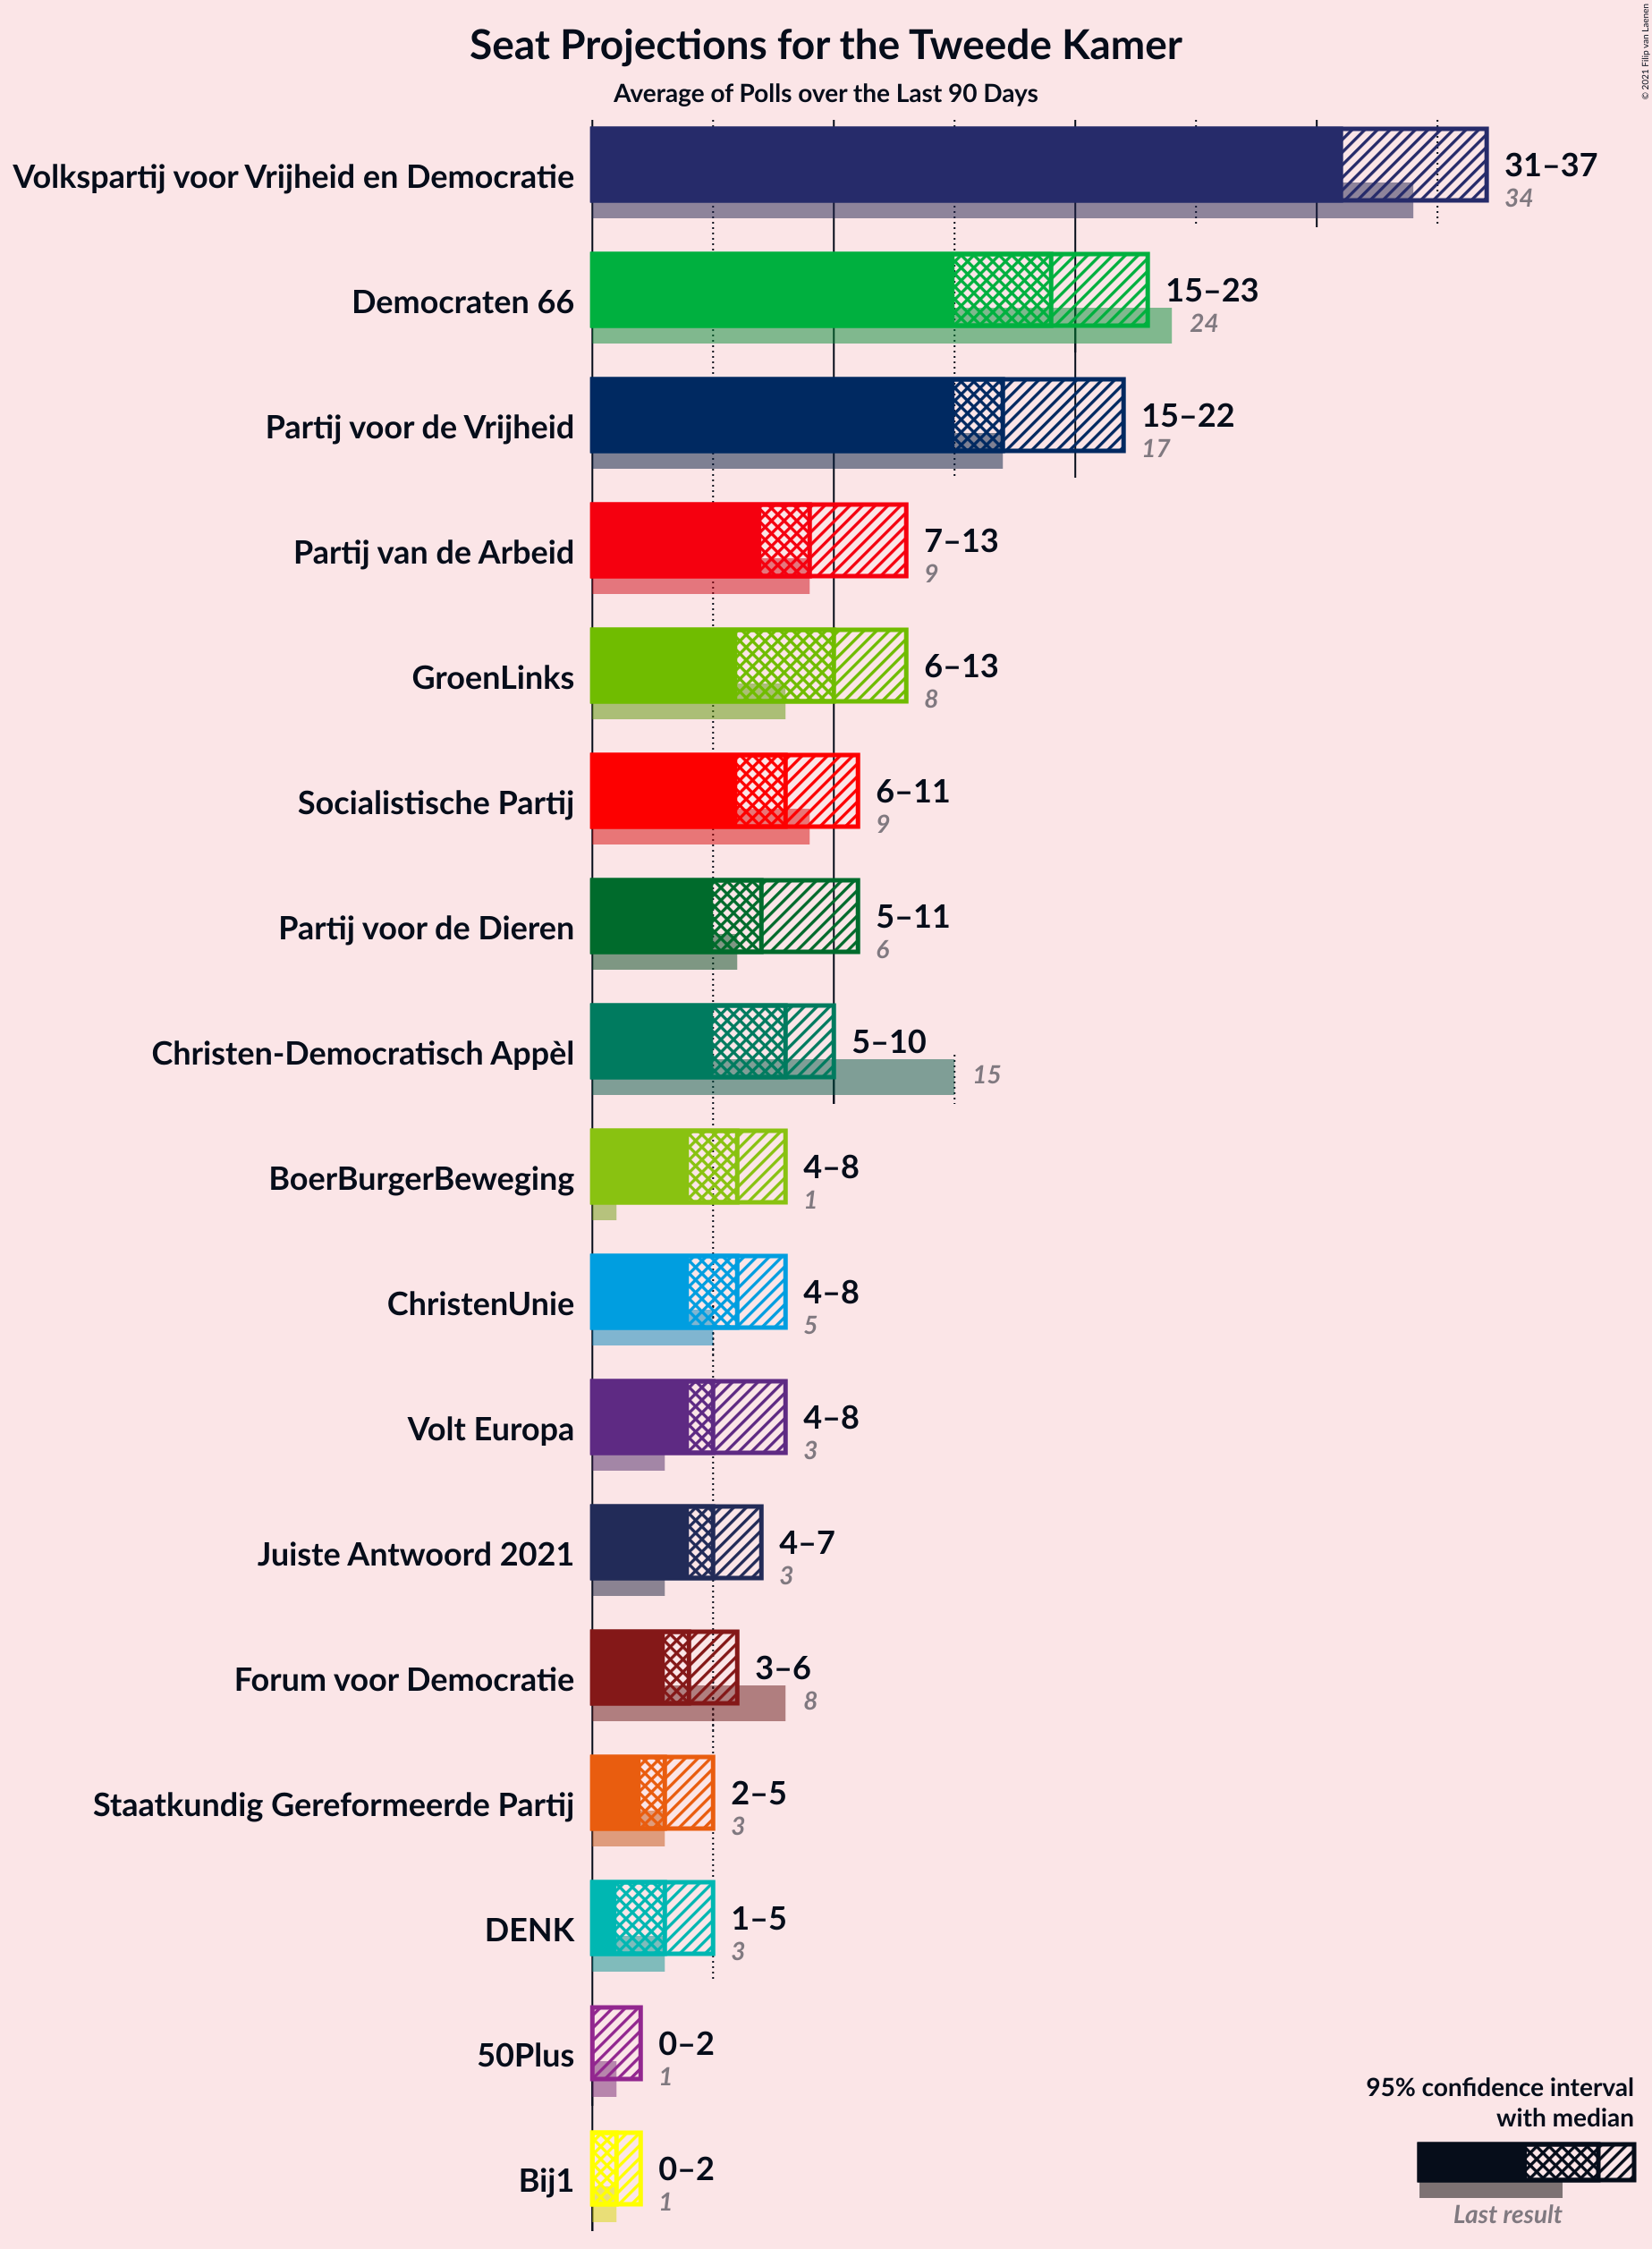 Seat Projections for the Tweede Kamer
Average of Polls over the Last 90 Days
© 2021 Filip van Laenen
Volkspartij voor Vrijheid en Democratie
31–37
34
Democraten 66
15–23
24
Partij voor de Vrijheid
15–22
17
Partij van de Arbeid
7–13
9
GroenLinks
6–13
8
Socialistische Partij
6–11
9
Partij voor de Dieren
5–11
6
Christen-Democratisch Appèl
5–10
15
BoerBurgerBeweging
4–8
1
ChristenUnie
4–8
5
Volt Europa
4–8
3
Juiste Antwoord 2021
4–7
3
Forum voor Democratie
3–6
8
Staatkundig Gereformeerde Partij
2–5
3
DENK
1–5
3
50Plus
0–2
1
Bij1
0–2
1
95% confidence interval
with median
Last result